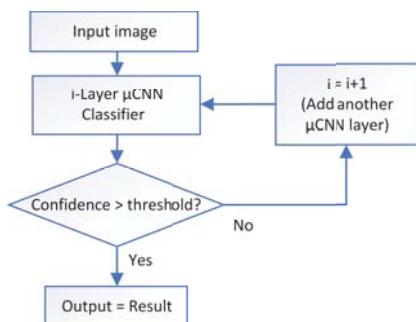 Input image
i-Layer μCNN
Classifier
i = i+1
(Add another
μCNN layer)
Confidence > threshold?
No
Yes
Output = Result